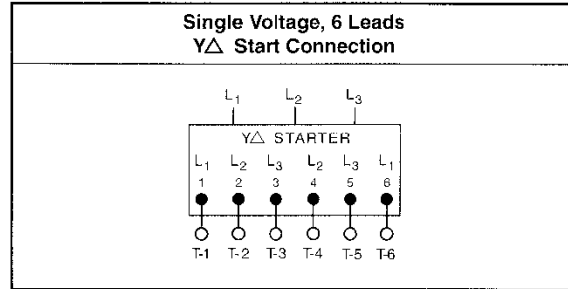 Single Voltage, 6 Leads
Y△ Start Connection
L₁ L₂ L₃
Y△ STARTER
L₁ L₂ L₃ L₂ L₃ L₁
1 2 3 4 5 6
T-1 T-2 T-3 T-4 T-5 T-6